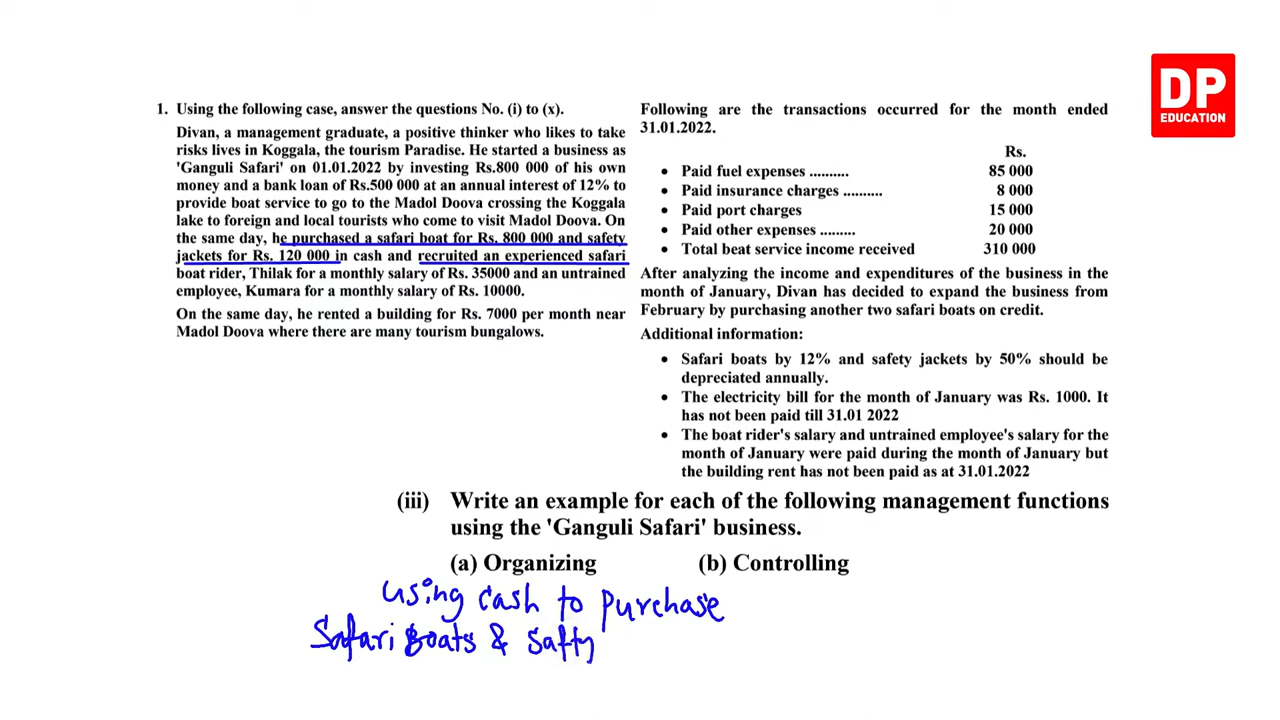 DP
EDUCATION
1. Using the following case, answer the questions No. (i) to (x).
Divan, a management graduate, a positive thinker who likes to take
risks lives in Koggala, the tourism Paradise. He started a business as
'Ganguli Safari' on 01.01.2022 by investing Rs.800 000 of his own
money and a bank loan of Rs.500 000 at an annual interest of 12% to
provide boat service to go to the Madol Doova crossing the Koggala
lake to foreign and local tourists who come to visit Madol Doova. On
the same day, he purchased a safari boat for Rs. 800 000 and safety
jackets for Rs. 120 000 in cash and recruited an experienced safari
boat rider, Thilak for a monthly salary of Rs. 35000 and an untrained
employee, Kumara for a monthly salary of Rs. 10000.
On the same day, he rented a building for Rs. 7000 per month near
Madol Doova where there are many tourism bungalows.
Following are the transactions occurred for the month ended
31.01.2022.
Rs.
• Paid fuel expenses .......... 85 000
• Paid insurance charges .......... 8 000
• Paid port charges 15 000
• Paid other expenses ......... 20 000
• Total beat service income received 310 000
After analyzing the income and expenditures of the business in the
month of January, Divan has decided to expand the business from
February by purchasing another two safari boats on credit.
Additional information:
• Safari boats by 12% and safety jackets by 50% should be
depreciated annually.
• The electricity bill for the month of January was Rs. 1000. It
has not been paid till 31.01 2022
• The boat rider's salary and untrained employee's salary for the
month of January were paid during the month of January but
the building rent has not been paid as at 31.01.2022
(iii) Write an example for each of the following management functions
using the 'Ganguli Safari' business.
(a) Organizing (b) Controlling
using cash to purchase
Safari Boats & Safty